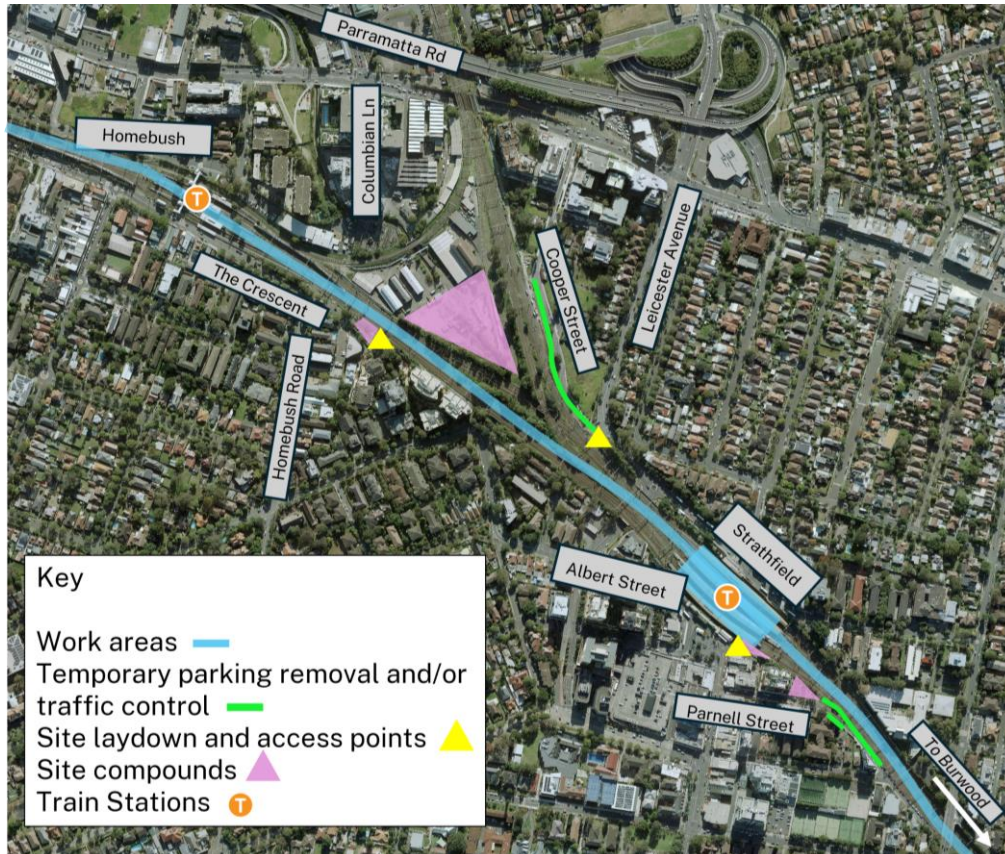 Parramatta Rd
Homebush
Columbian Ln
Leicester Avenue
Cooper Street
The Crescent
Homebush Road
T
Strathfield
Albert Street
T
Parnell Street
To Burwood
Key
Work areas
Temporary parking removal and/or
traffic control
Site laydown and access points
Site compounds
Train Stations T